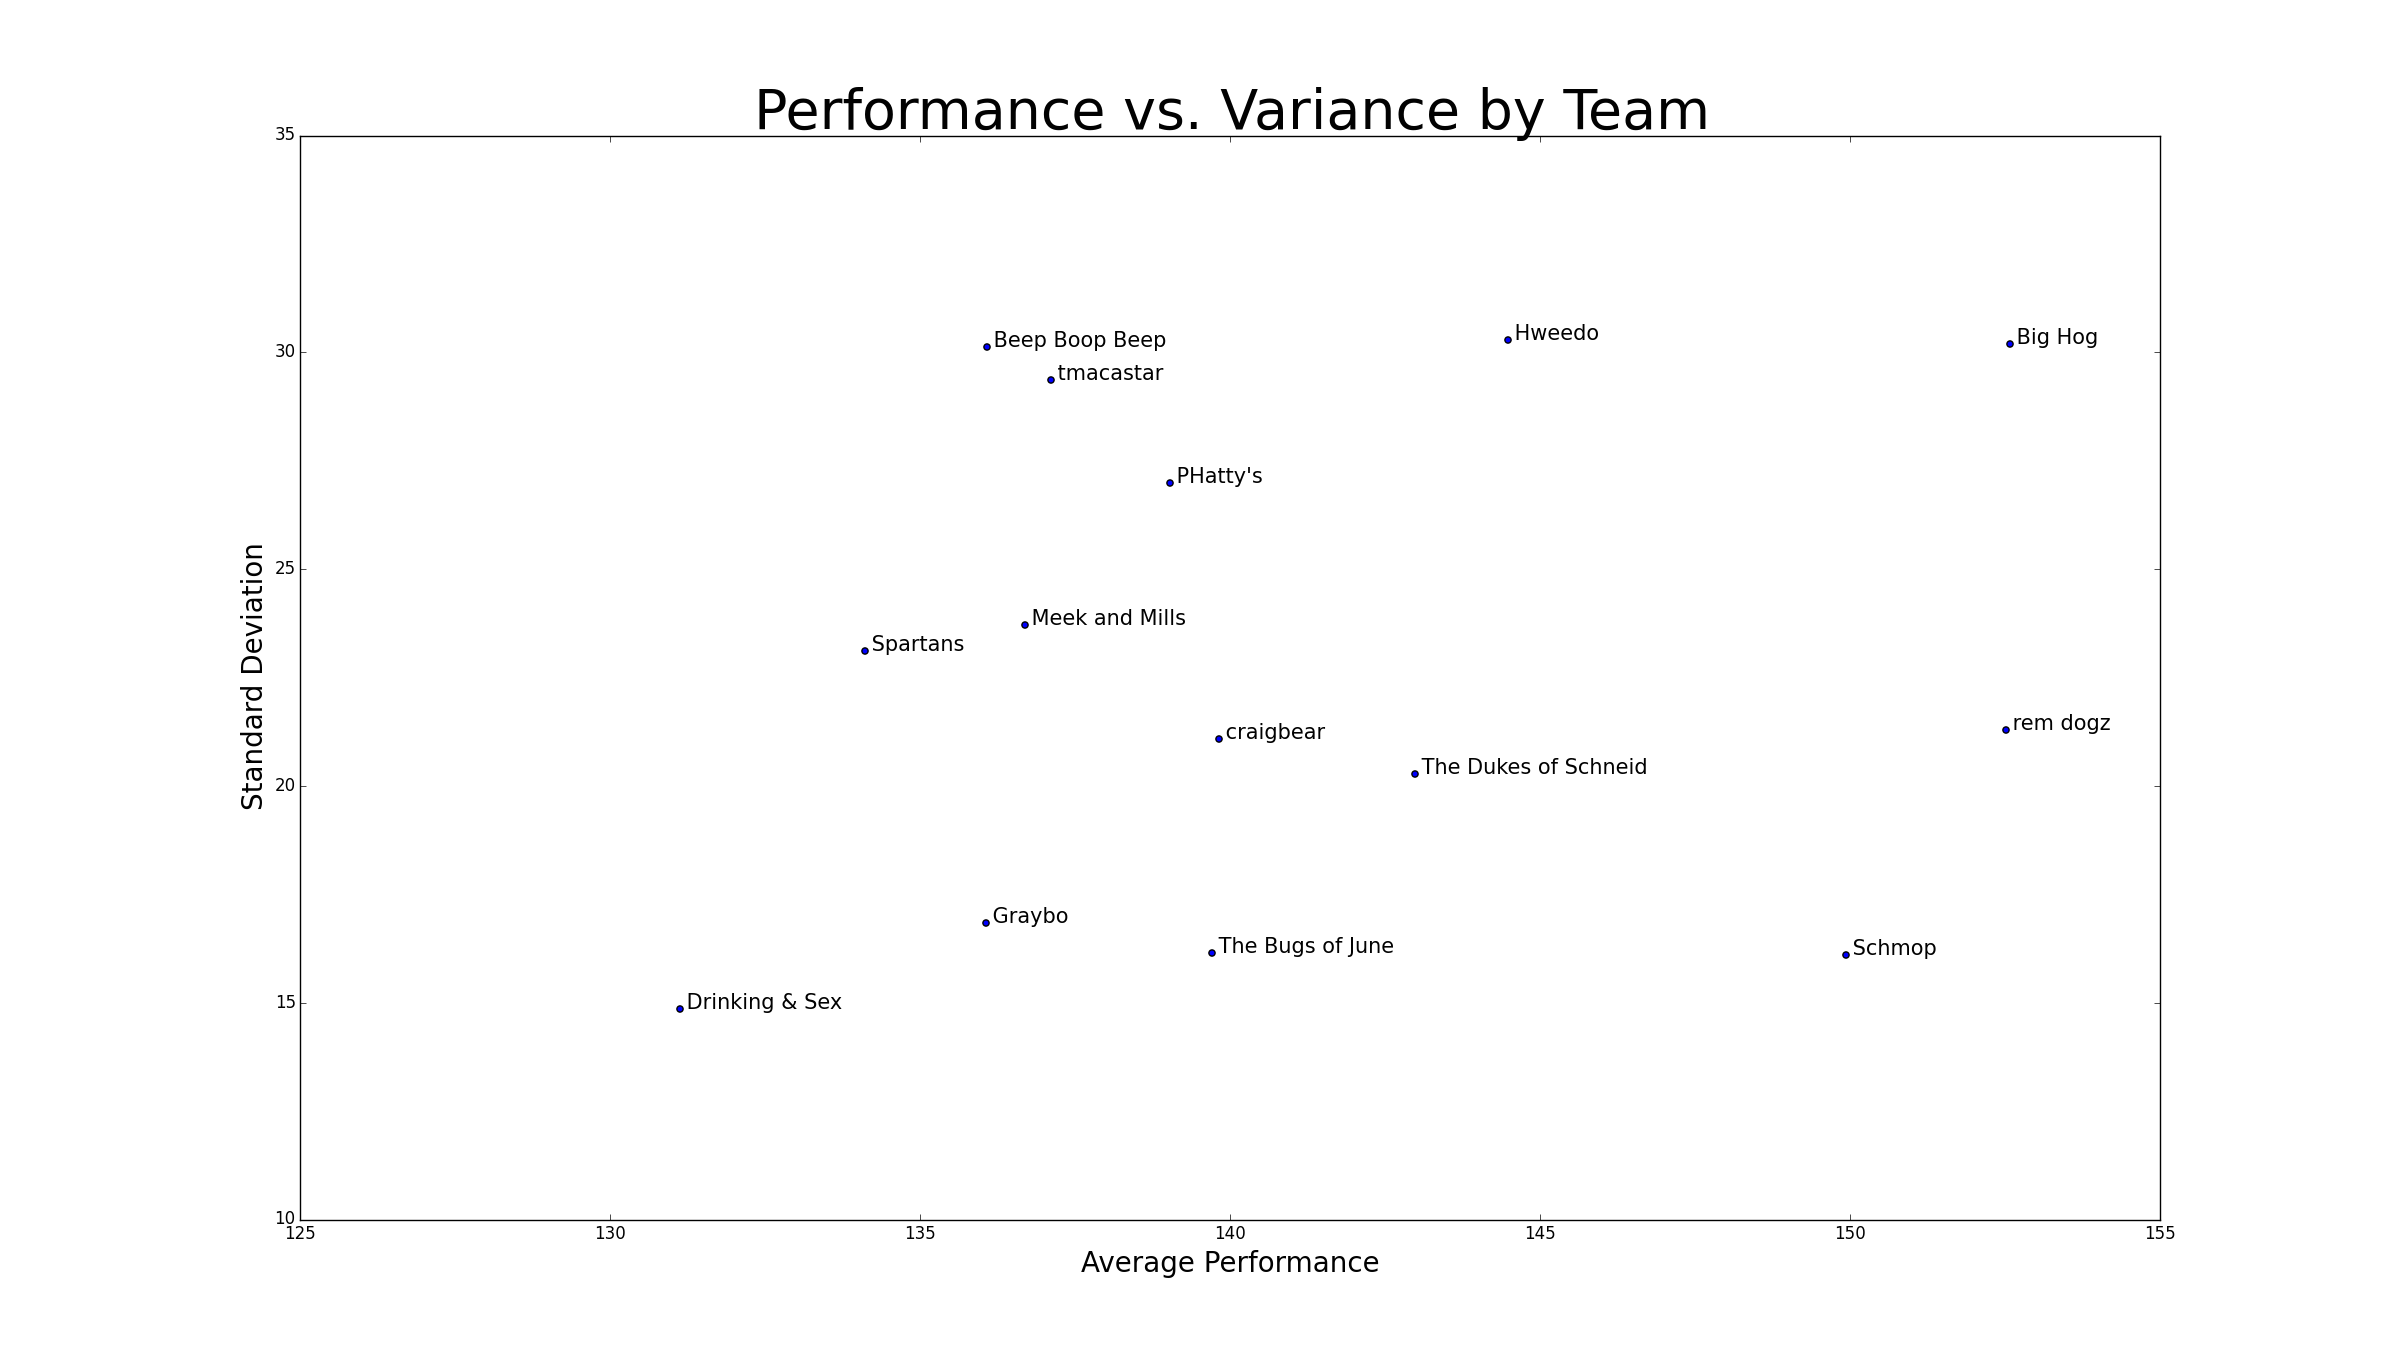 Performance vs. Variance by Team
35
30
25
20
15
10
Standard Deviation
Hweedo
Big Hog
Beep Boop Beep
tmacastar
PHatty's
Meek and Mills
Spartans
rem dogz
craigbear
The Dukes of Schneid
Graybo
The Bugs of June
Schmop
Drinking & Sex
125 130 135 140 145 150 155
Average Performance